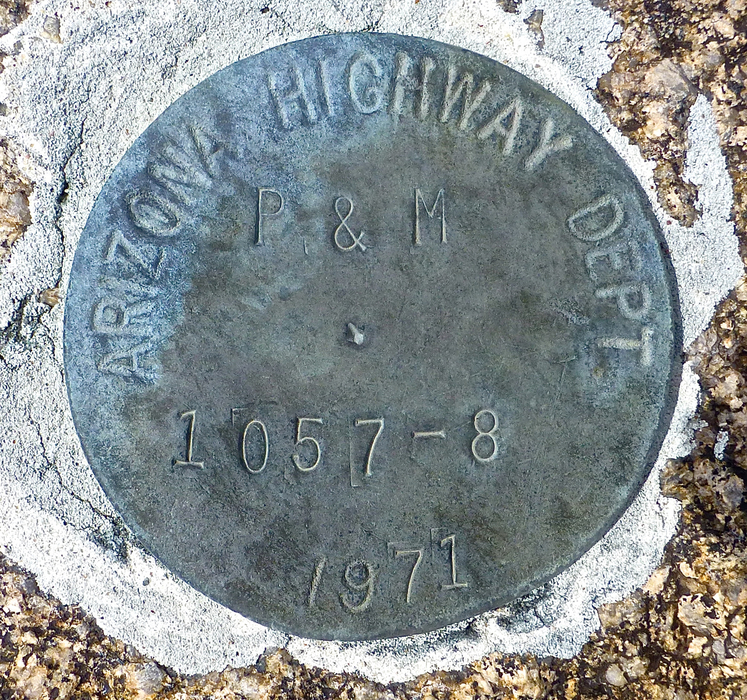 ARIZONA HIGHWAY DEPT.
P & M
1057-8
1971